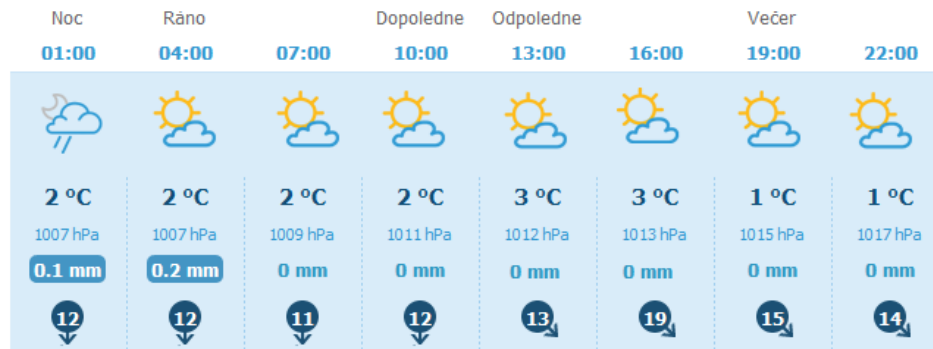 Noc Ráno Dopoledne Odpoledne Večer
01:00 04:00 07:00 10:00 13:00 16:00 19:00 22:00
2 °C 2 °C 2 °C 2 °C 3 °C 3 °C 1 °C 1 °C
1007 hPa 1007 hPa 1009 hPa 1011 hPa 1012 hPa 1013 hPa 1015 hPa 1017 hPa
0.1 mm 0.2 mm 0 mm 0 mm 0 mm 0 mm 0 mm 0 mm
12 12 11 12 13 19 15 14